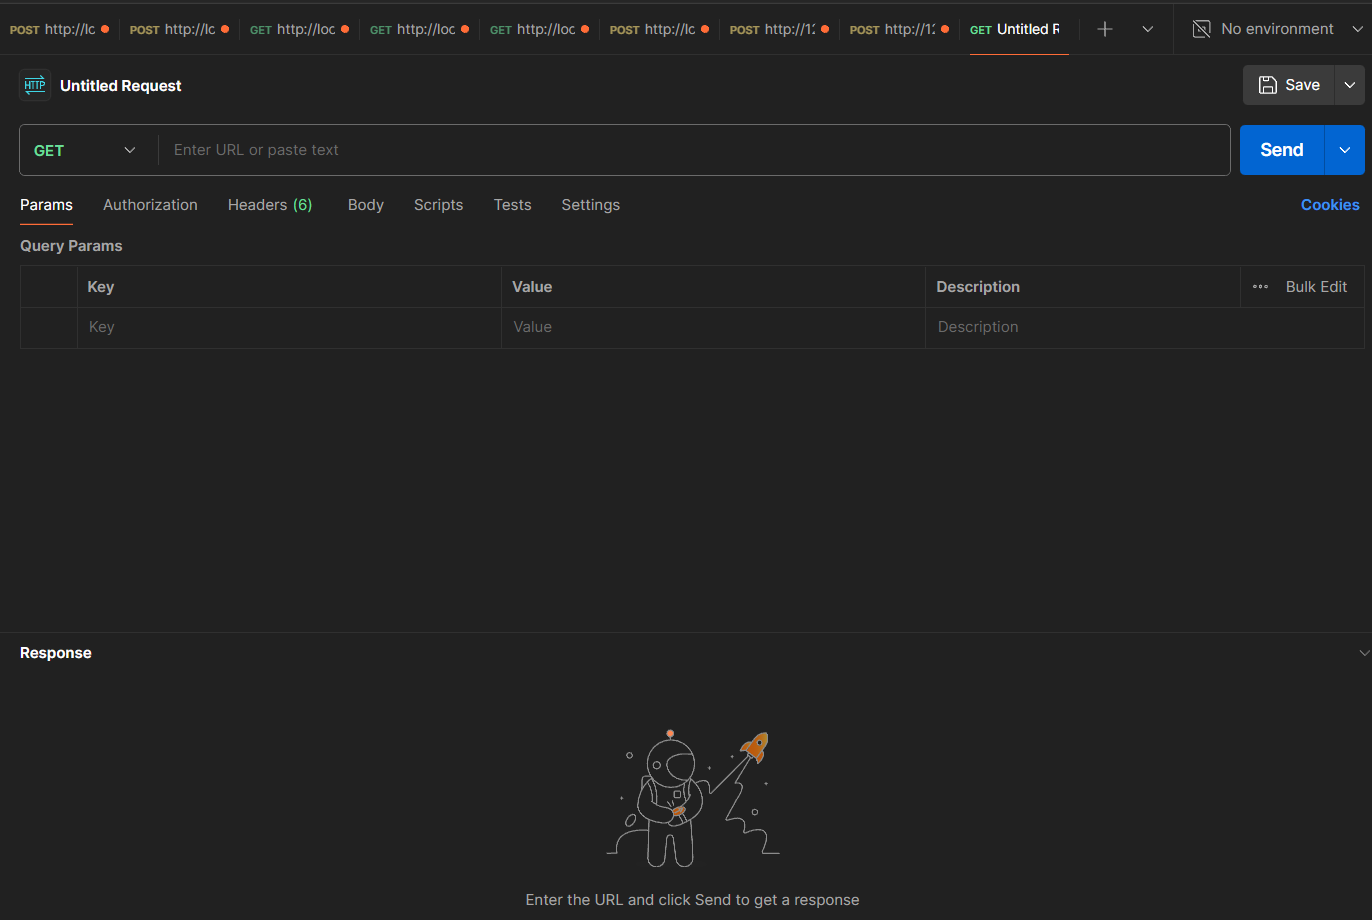 POST http://lc POST http://lc GET http://loc GET http://loc GET http://loc POST http://lc POST http://12 POST http://12 GET Untitled R No environment
HTTP Untitled Request Save
GET Enter URL or paste text Send
Params Authorization Headers (6) Body Scripts Tests Settings Cookies
Query Params
Key Value Description Bulk Edit
Key Value Description
Response
Enter the URL and click Send to get a response